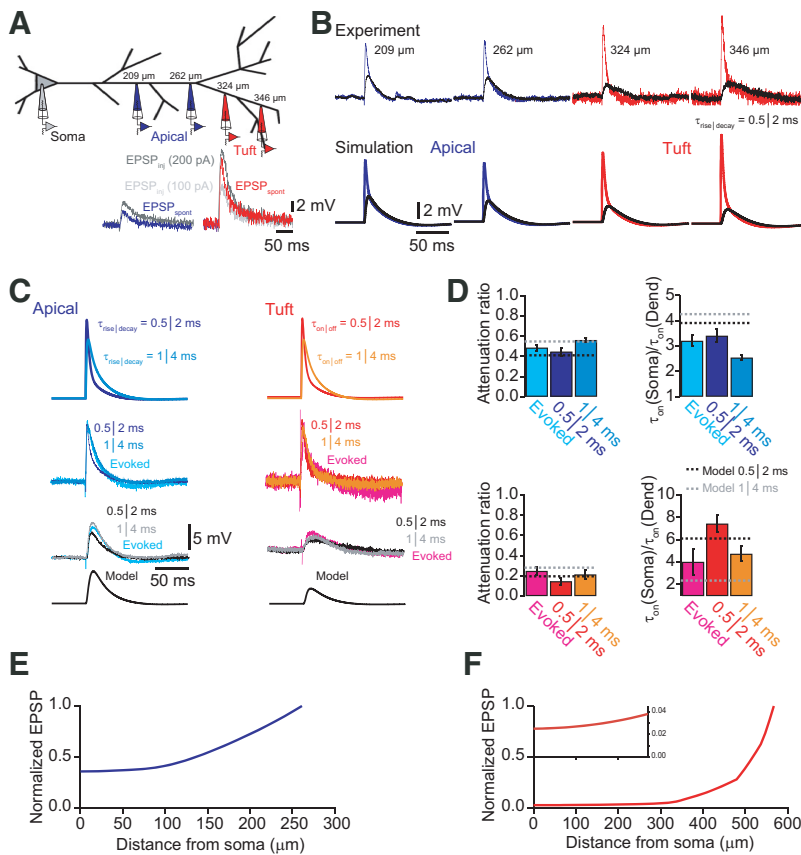 A
209 µm
262 µm
324 µm
346 µm
Soma
Apical
Tuft
EPSPinj (200 pA)
EPSPinj (100 pA)
EPSPspont
EPSPspont
2 mV
50 ms
B
Experiment
209 µm
262 µm
324 µm
346 µm
τrise|decay = 0.5|2 ms
Simulation
Apical
Tuft
2 mV
50 ms
C
Apical
τrise|decay = 0.5|2 ms
τrise|decay = 1|4 ms
0.5|2 ms
1|4 ms
Evoked
0.5|2 ms
1|4 ms
Evoked
Model
5 mV
50 ms
Tuft
τon|off = 0.5|2 ms
τon|off = 1|4 ms
0.5|2 ms
1|4 ms
Evoked
0.5|2 ms
1|4 ms
Evoked
Model
D
Attenuation ratio
1.0
0.8
0.6
0.4
0.2
0.0
Evoked
0.5|2 ms
1|4 ms
τon(Soma)/τon(Dend)
5
4
3
2
1
Evoked
0.5|2 ms
1|4 ms
Attenuation ratio
1.0
0.8
0.6
0.4
0.2
0.0
Evoked
0.5|2 ms
1|4 ms
τon(Soma)/τon(Dend)
10
8
6
4
2
Model 0.5|2 ms
Model 1|4 ms
Evoked
0.5|2 ms
1|4 ms
E
Normalized EPSP
1.0
0.5
0.0
0 50 100 150 200 250 300
Distance from soma (µm)
F
Normalized EPSP
1.0
0.5
0.0
0.04
0.02
0.00
0 100 200 300 400 500 600
Distance from soma (µm)